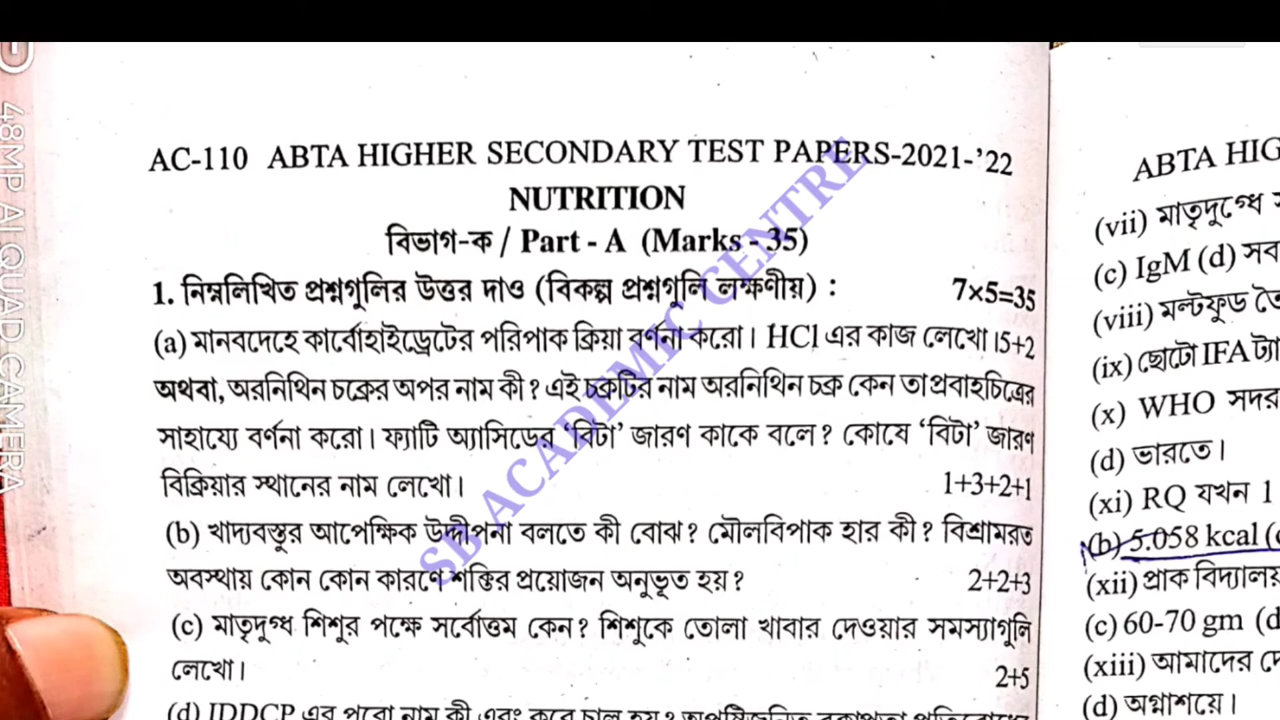 48MP AI QUAD CAMERA
AC-110 ABTA HIGHER SECONDARY TEST PAPERS-2021-'22
NUTRITION
বিভাগ-ক / Part - A (Marks - 35)
1. নিম্নলিখিত প্রশ্নগুলির উত্তর দাও (বিকল্প প্রশ্নগুলি লক্ষণীয়) : 7×5=35
(a) মানবদেহে কার্বোহাইড্রেটের পরিপাক ক্রিয়া বর্ণনা করো। HCl এর কাজ লেখো।5+2
অথবা, অরনিথিন চক্রের অপর নাম কী? এই চক্রটির নাম অরনিথিন চক্র কেন তা প্রবাহচিত্রের
সাহায্যে বর্ণনা করো। ফ্যাটি অ্যাসিডের ‘বিটা’ জারণ কাকে বলে? কোষে ‘বিটা’ জারণ
বিক্রিয়ার স্থানের নাম লেখো। 1+3+2+1
(b) খাদ্যবস্তুর আপেক্ষিক উদ্দীপনা বলতে কী বোঝ? মৌলবিপাক হার কী? বিশ্রামরত
অবস্থায় কোন কোন কারণে শক্তির প্রয়োজন অনুভূত হয়? 2+2+3
(c) মাতৃদুগ্ধ শিশুর পক্ষে সর্বোত্তম কেন? শিশুকে তোলা খাবার দেওয়ার সমস্যাগুলি
লেখো। 2+5
(d) IDDCP এর পুরো নাম কী এবং কবে চালু হয়?
SB ACADEMIC CENTRE
ABTA HIG
(vii) মাতৃদুগ্ধে
(c) IgM (d) সব
(viii) মল্টফুড
(ix) ছোটো IFA
(x) WHO সদর
(d) ভারতে।
(xi) RQ যখন 1
(b) 5.058 kcal
(xii) প্রাক বিদ্যালয়
(c) 60-70 gm
(xiii) আমাদের
(d) অগ্নাশয়ে।